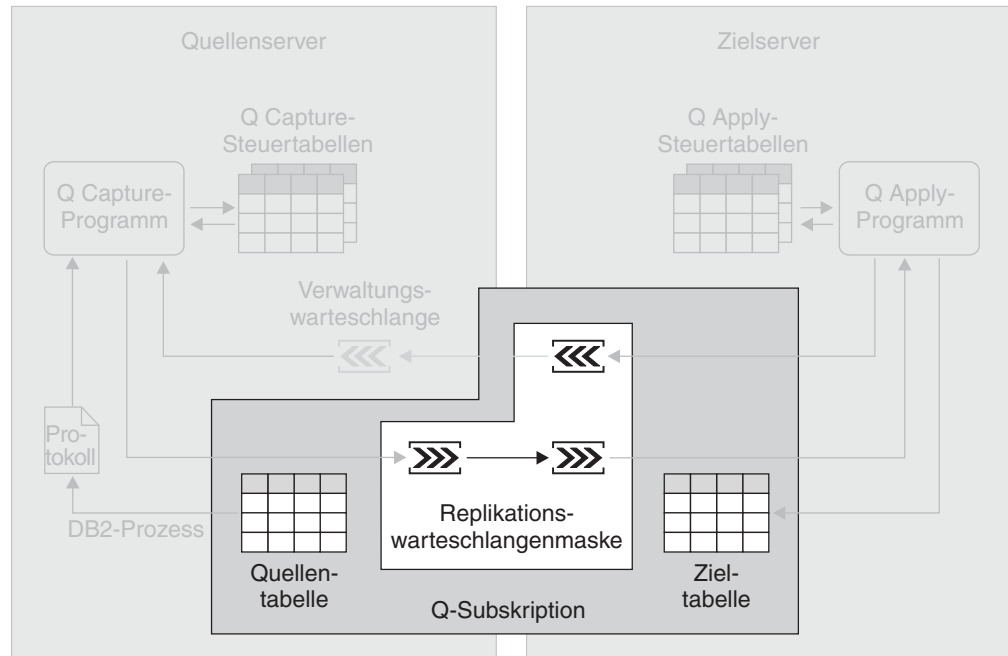 Quellenserver
Zielserver
Q Capture-
Steuertabellen
Q Apply-
Steuertabellen
Q Capture-
Programm
Q Apply-
Programm
Verwaltungs-
warteschlange
Pro-
tokoll
DB2-Prozess
Replikations-
warteschlangenmaske
Quellen-
tabelle
Ziel-
tabelle
Q-Subskription